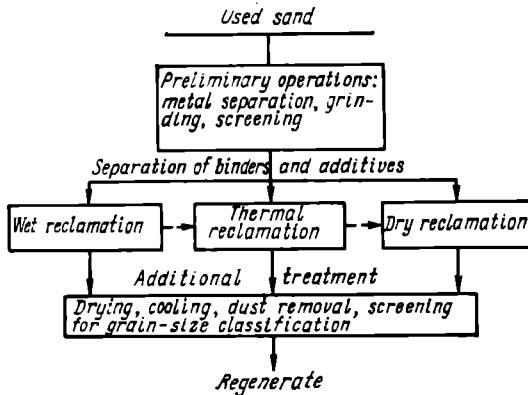 Used sand
Preliminary operations:
metal separation, grin-
ding, screening
Separation of binders and additives
Wet reclamation
Thermal
reclamation
Dry reclamation
Additional treatment
Drying, cooling, dust removal, screening
for grain-size classification
Regenerate